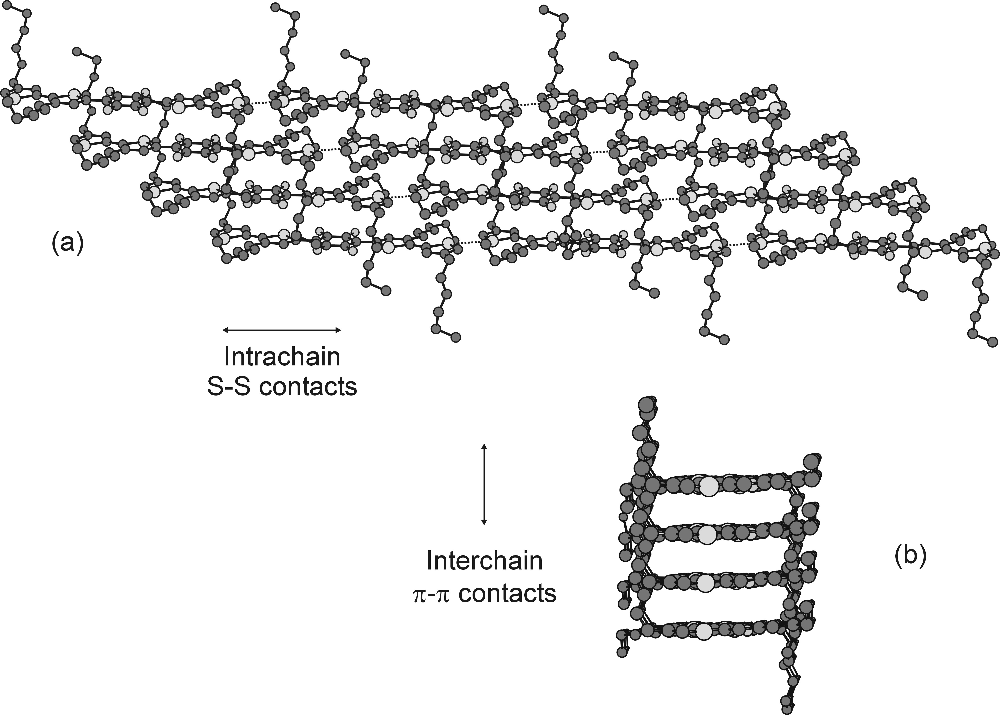 (a)
Intrachain
S-S contacts
Interchain
π-π contacts
(b)